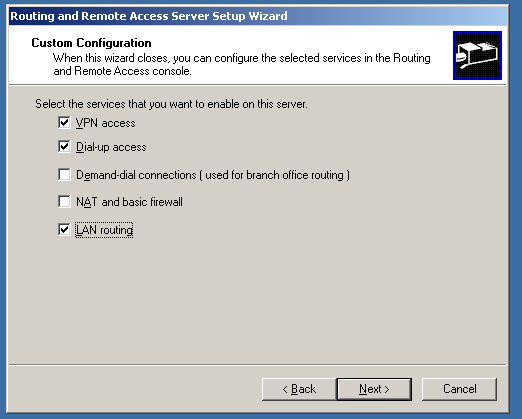 Routing and Remote Access Server Setup Wizard
Custom Configuration
When this wizard closes, you can configure the selected services in the Routing
and Remote Access console.
Select the services that you want to enable on this server.
VPN access
Dial-up access
Demand-dial connections ( used for branch office routing )
NAT and basic firewall
LAN routing
< Back
Next >
Cancel